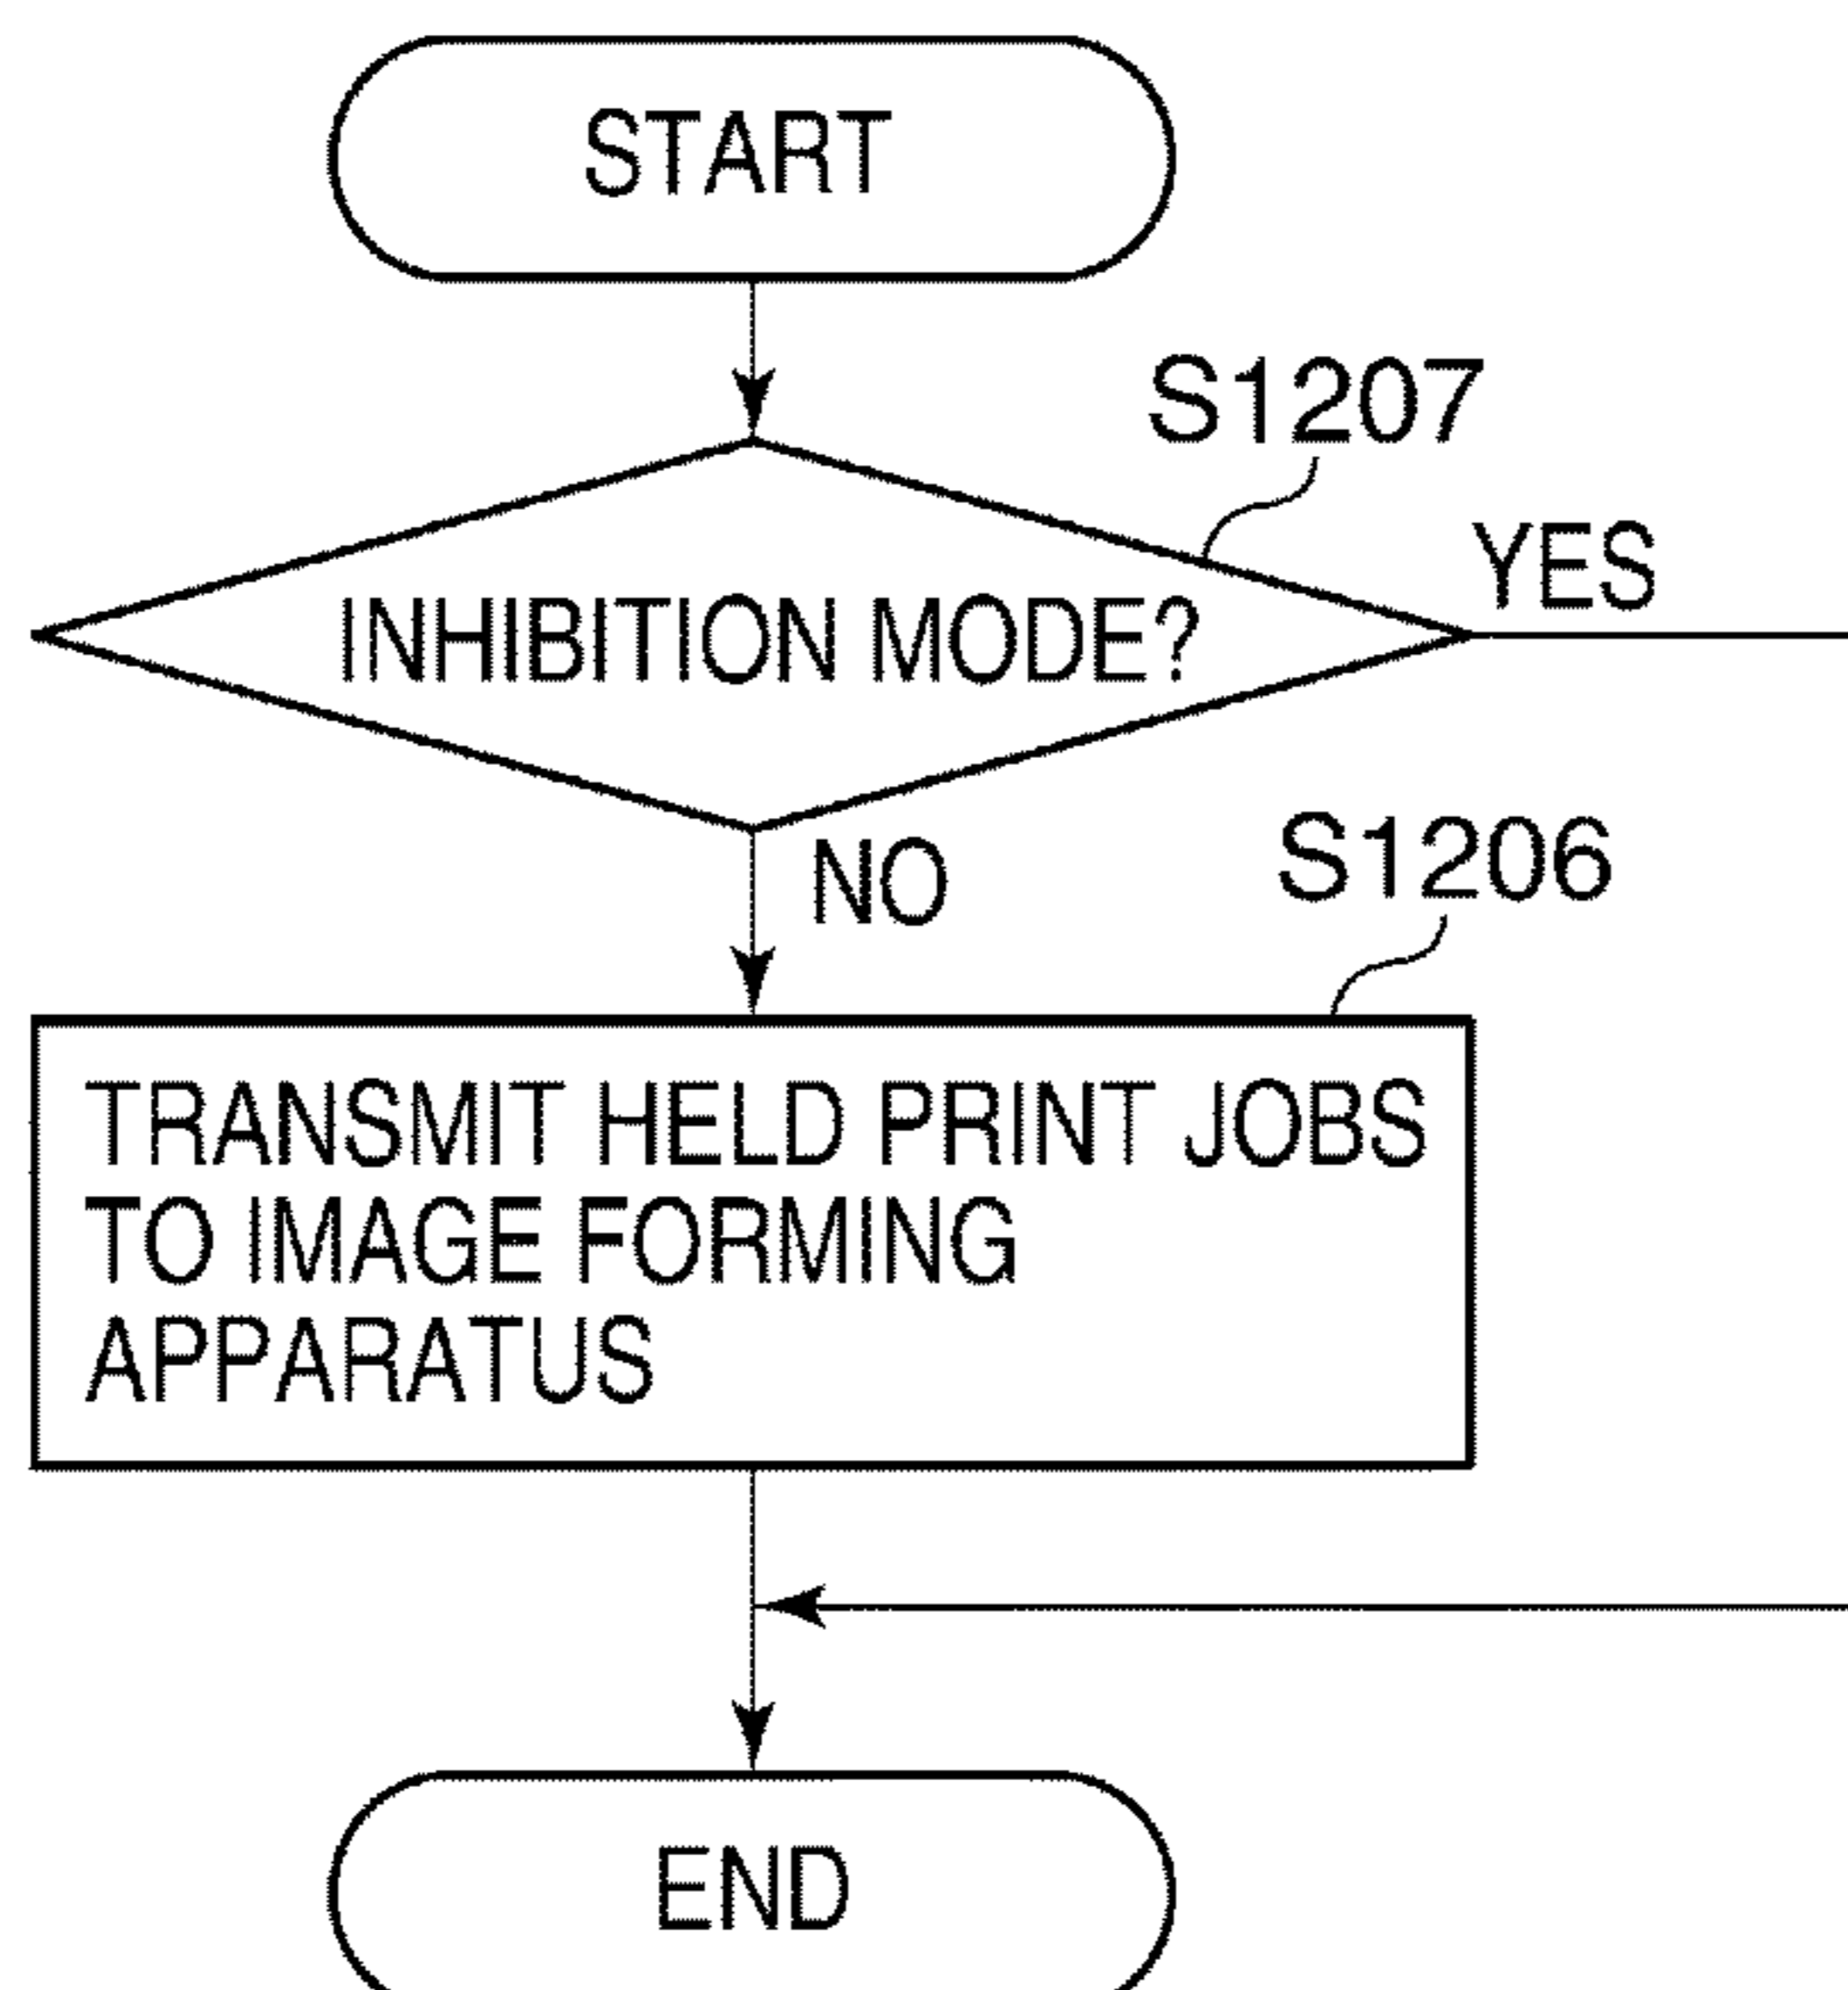 START
S1207
YES
INHIBITION MODE?
NO
S1206
TRANSMIT HELD PRINT JOBS
TO IMAGE FORMING
APPARATUS
END